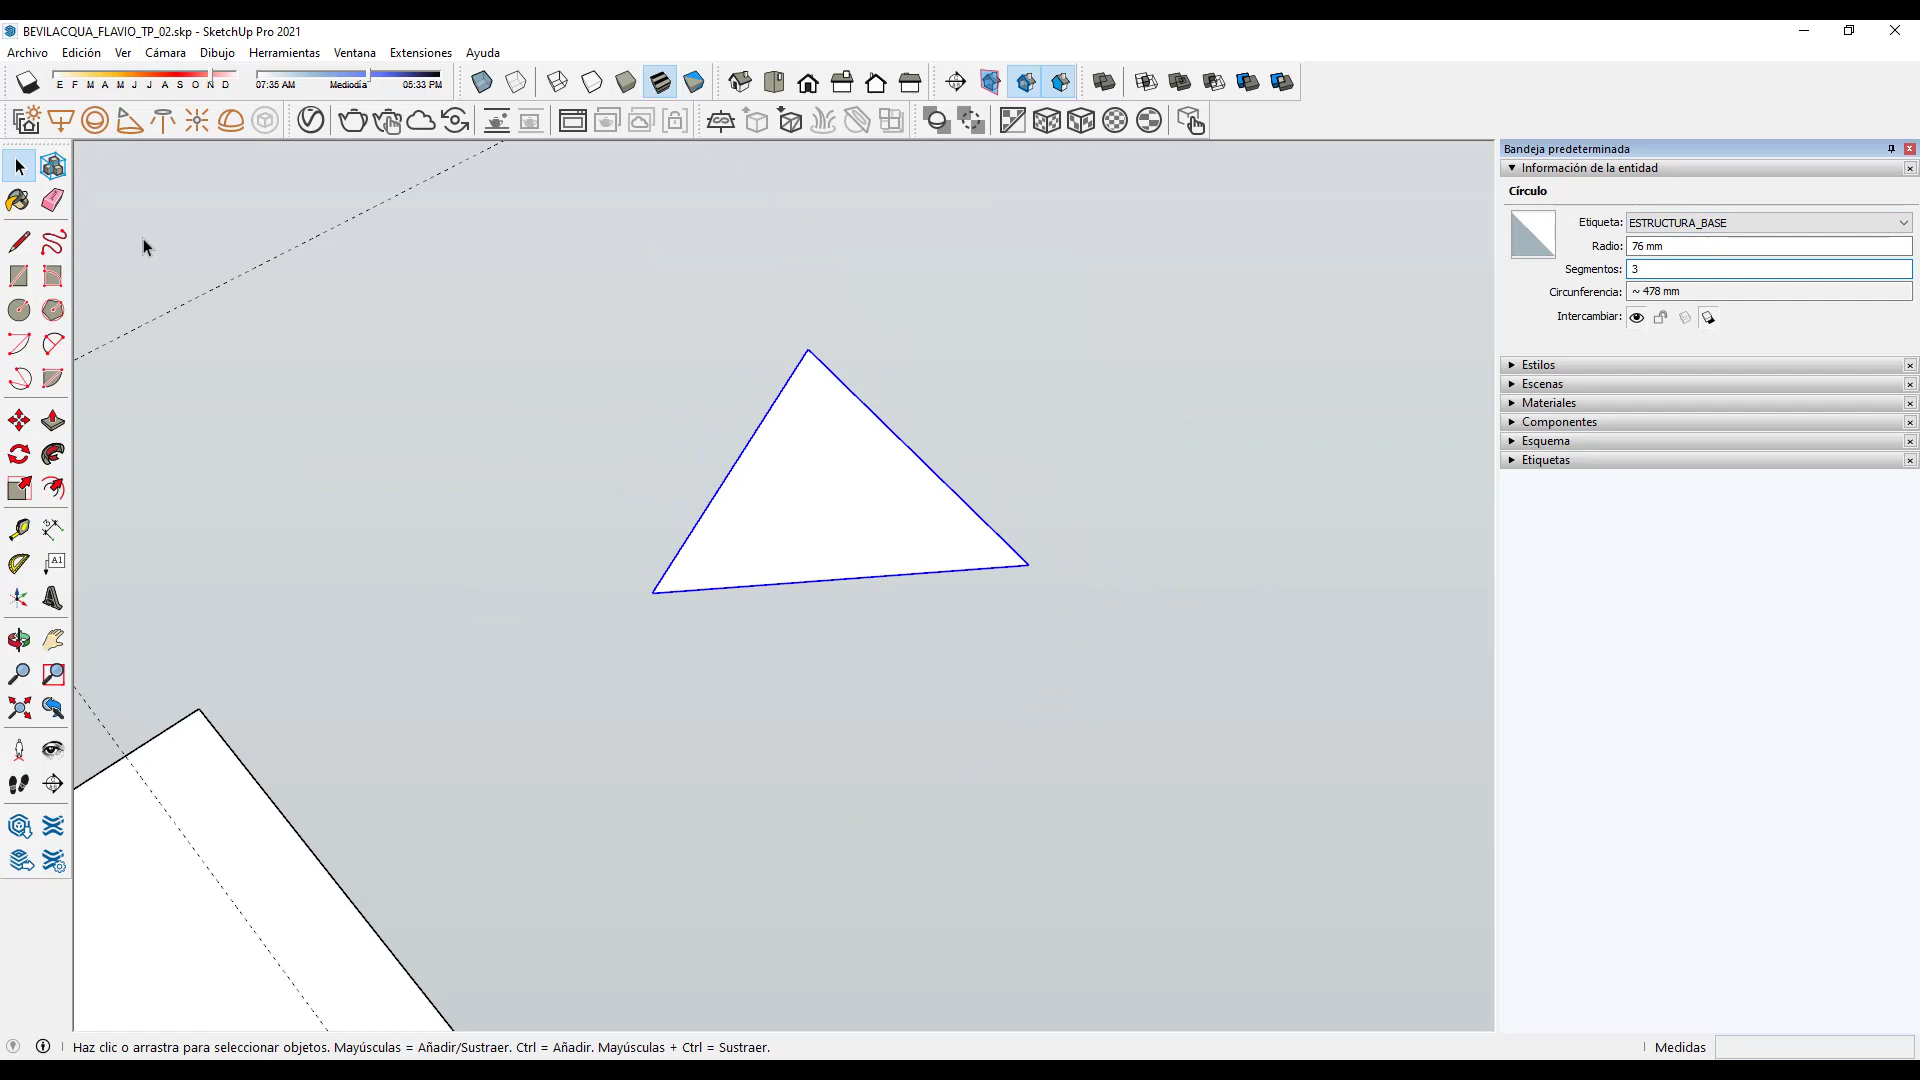 BEVILACQUA_FLAVIO_TP_02.skp - SketchUp Pro 2021
Archivo Edición Ver Cámara Dibujo Herramientas Ventana Extensiones Ayuda
E F M A M J J A S O N D 07:35 AM Mediodía 05:33 PM
A1
Bandeja predeterminada
Información de la entidad
Círculo
Etiqueta: ESTRUCTURA_BASE
Radio: 76 mm
Segmentos: 3
Circunferencia: ~ 478 mm
Intercambiar:
Estilos
Escenas
Materiales
Componentes
Esquema
Etiquetas
Haz clic o arrastra para seleccionar objetos. Mayúsculas = Añadir/Sustraer. Ctrl = Añadir. Mayúsculas + Ctrl = Sustraer.
Medidas